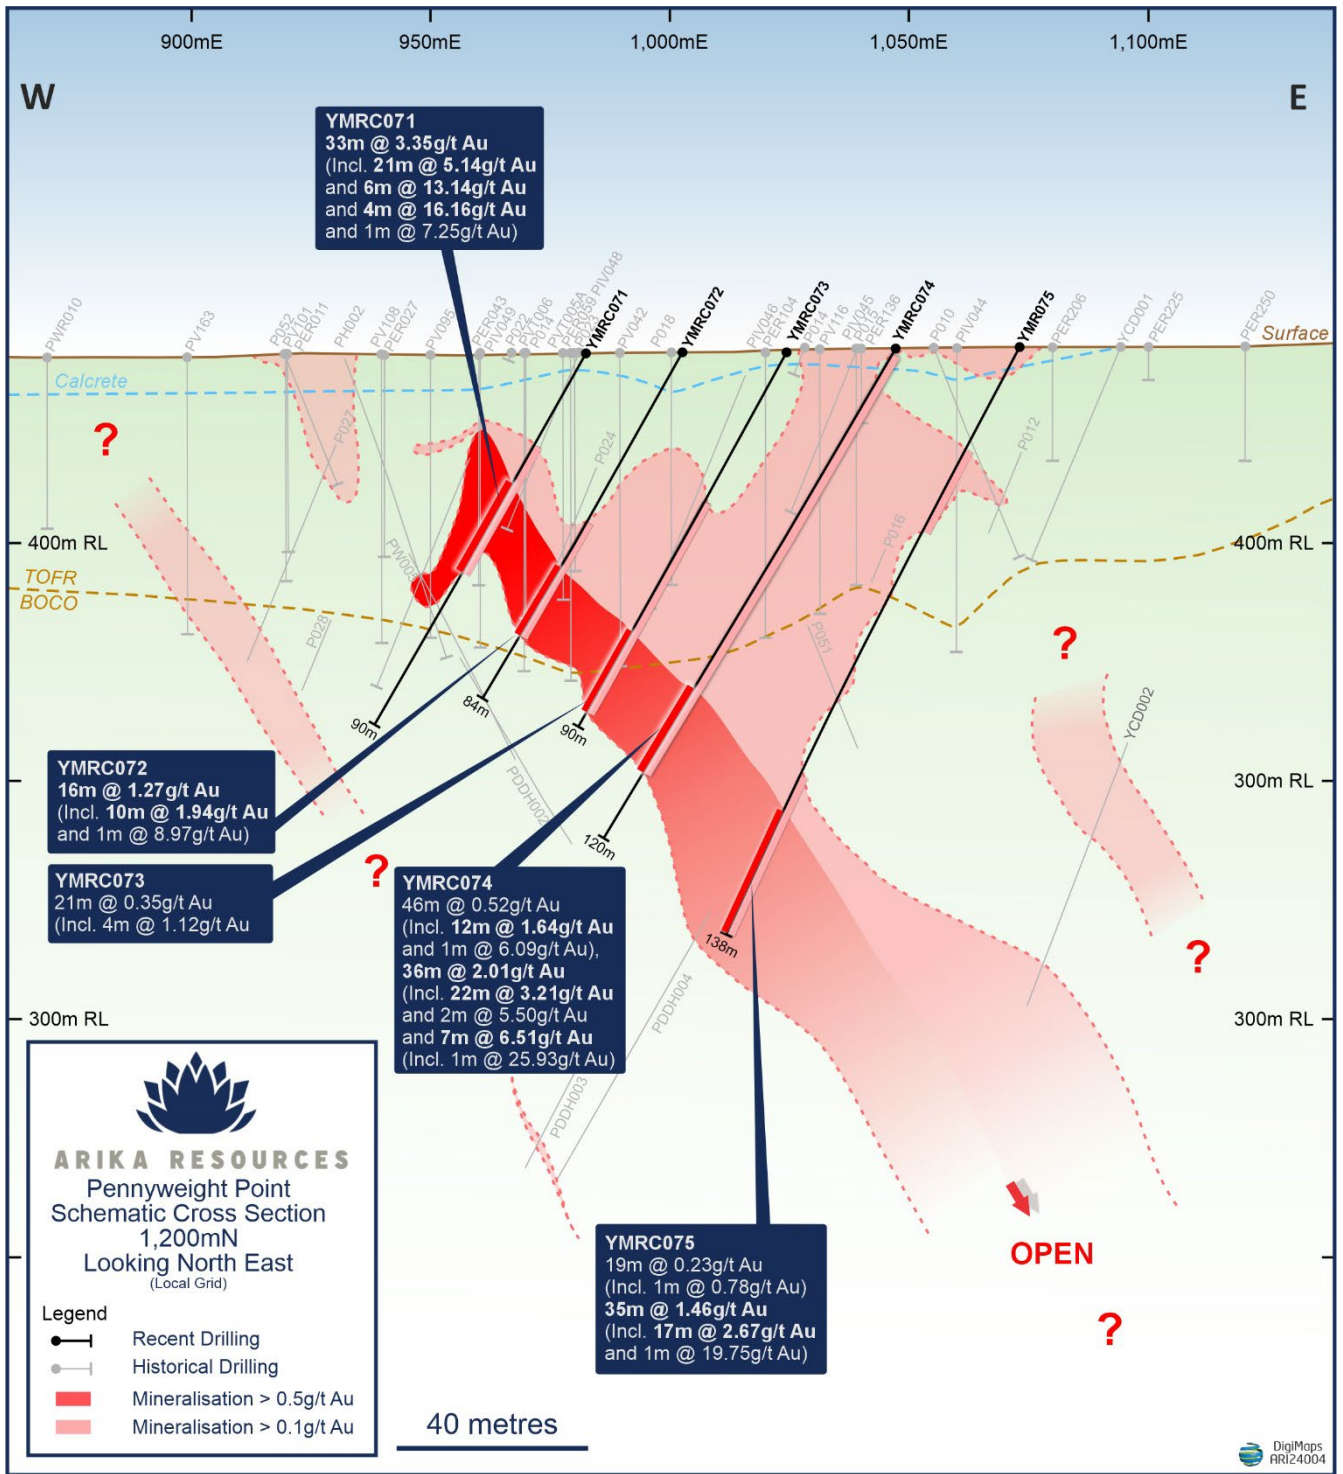 900mE
950mE
1,000mE
1,050mE
1,100mE
W
E
YMRC071
33m @ 3.35g/t Au
(Incl. 21m @ 5.14g/t Au
and 6m @ 13.14g/t Au
and 4m @ 16.16g/t Au
and 1m @ 7.25g/t Au)
PWR010
PV163
P052
PT101
PER011
PH002
PV108
PER027
PV095
PER043
PIV049
P022
PVT006
P014
PVT005A
PER059
PIV048
YMRC071
PIV042
P018
YMRC072
PIV046
PER104
YMRC073
P014
PV116
PIV045
P015
PER136
YMRC074
P010
PIV044
YMR075
PER206
YCD001
PER225
PER250
Surface
Calcrete
?
P027
P024
P012
400m RL
400m RL
P016
TOFR
BOCO
P028
P051
?
YCD002
90m
84m
90m
YMRC072
16m @ 1.27g/t Au
(Incl. 10m @ 1.94g/t Au
and 1m @ 8.97g/t Au)
PDDH002
300m RL
120m
YMRC073
21m @ 0.35g/t Au
(Incl. 4m @ 1.12g/t Au
?
YMRC074
46m @ 0.52g/t Au
(Incl. 12m @ 1.64g/t Au
and 1m @ 6.09g/t Au),
36m @ 2.01g/t Au
(Incl. 22m @ 3.21g/t Au
and 2m @ 5.50g/t Au
and 7m @ 6.51g/t Au
(Incl. 1m @ 25.93g/t Au)
138m
?
PDDH004
300m RL
300m RL
PDDH003
ARIKA RESOURCES
Pennyweight Point
Schematic Cross Section
1,200mN
Looking North East
(Local Grid)
Legend
Recent Drilling
Historical Drilling
Mineralisation > 0.5g/t Au
Mineralisation > 0.1g/t Au
YMRC075
19m @ 0.23g/t Au
(Incl. 1m @ 0.78g/t Au)
35m @ 1.46g/t Au
(Incl. 17m @ 2.67g/t Au
and 1m @ 19.75g/t Au)
OPEN
?
40 metres
DigiMaps
ARI24004